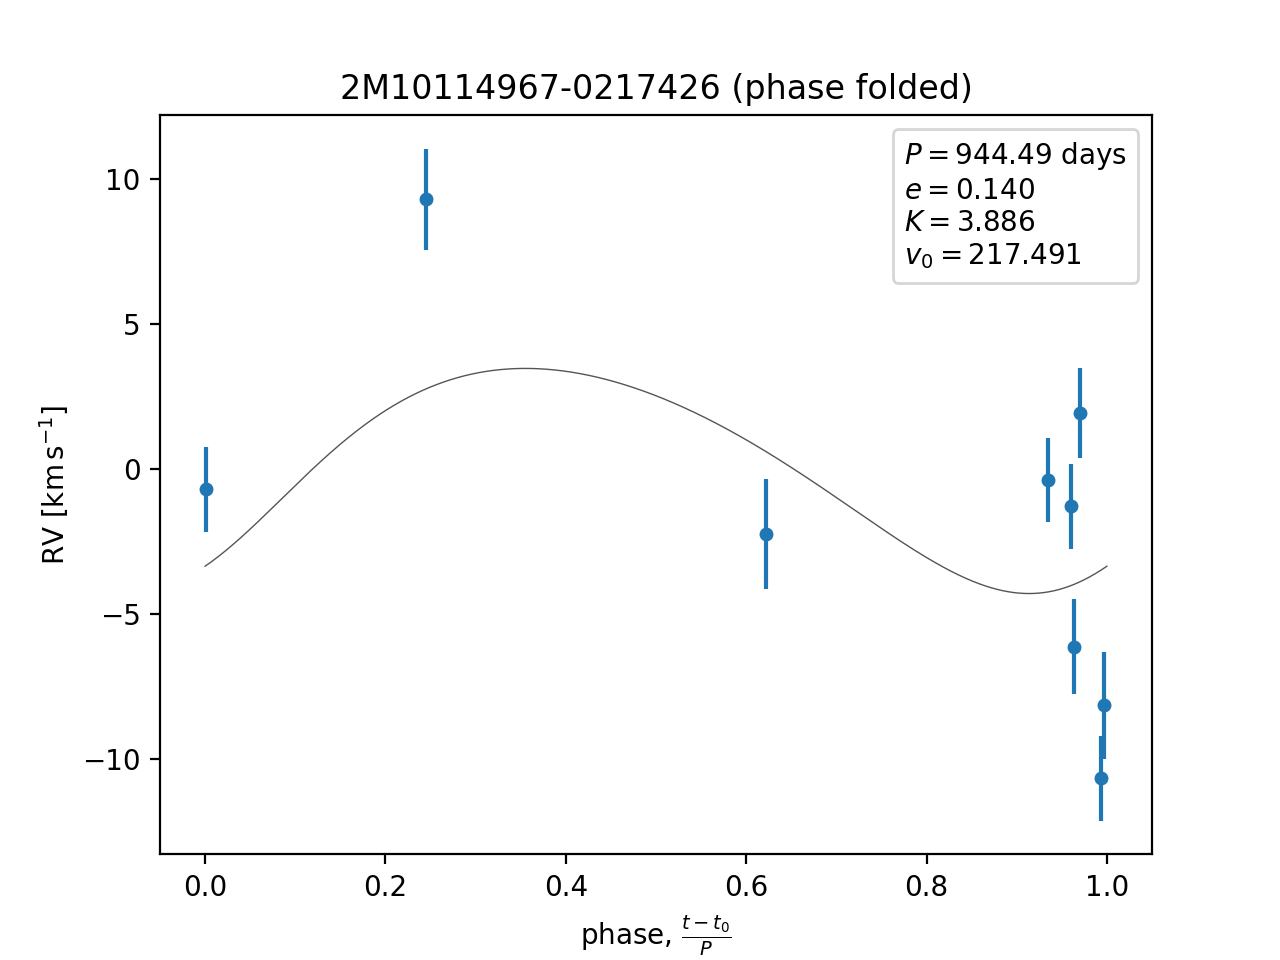 2M10114967-0217426 (phase folded)
P = 944.49 days
e = 0.140
K = 3.886
v₀ = 217.491
10
5
0
−5
−10
RV [km s⁻¹]
0.0 0.2 0.4 0.6 0.8 1.0
phase, (t − t₀)/P